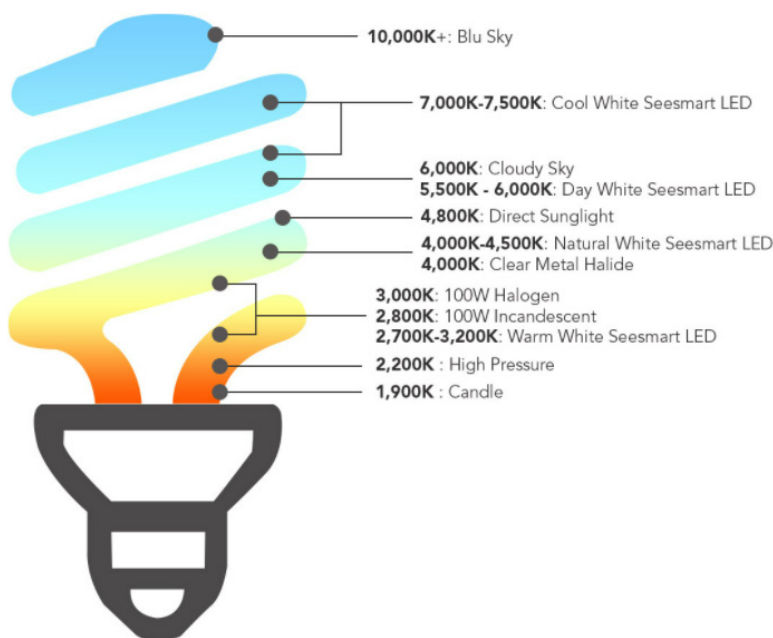 10,000K+: Blu Sky
7,000K-7,500K: Cool White Seesmart LED
6,000K: Cloudy Sky
5,500K - 6,000K: Day White Seesmart LED
4,800K: Direct Sunglight
4,000K-4,500K: Natural White Seesmart LED
4,000K: Clear Metal Halide
3,000K: 100W Halogen
2,800K: 100W Incandescent
2,700K-3,200K: Warm White Seesmart LED
2,200K : High Pressure
1,900K : Candle